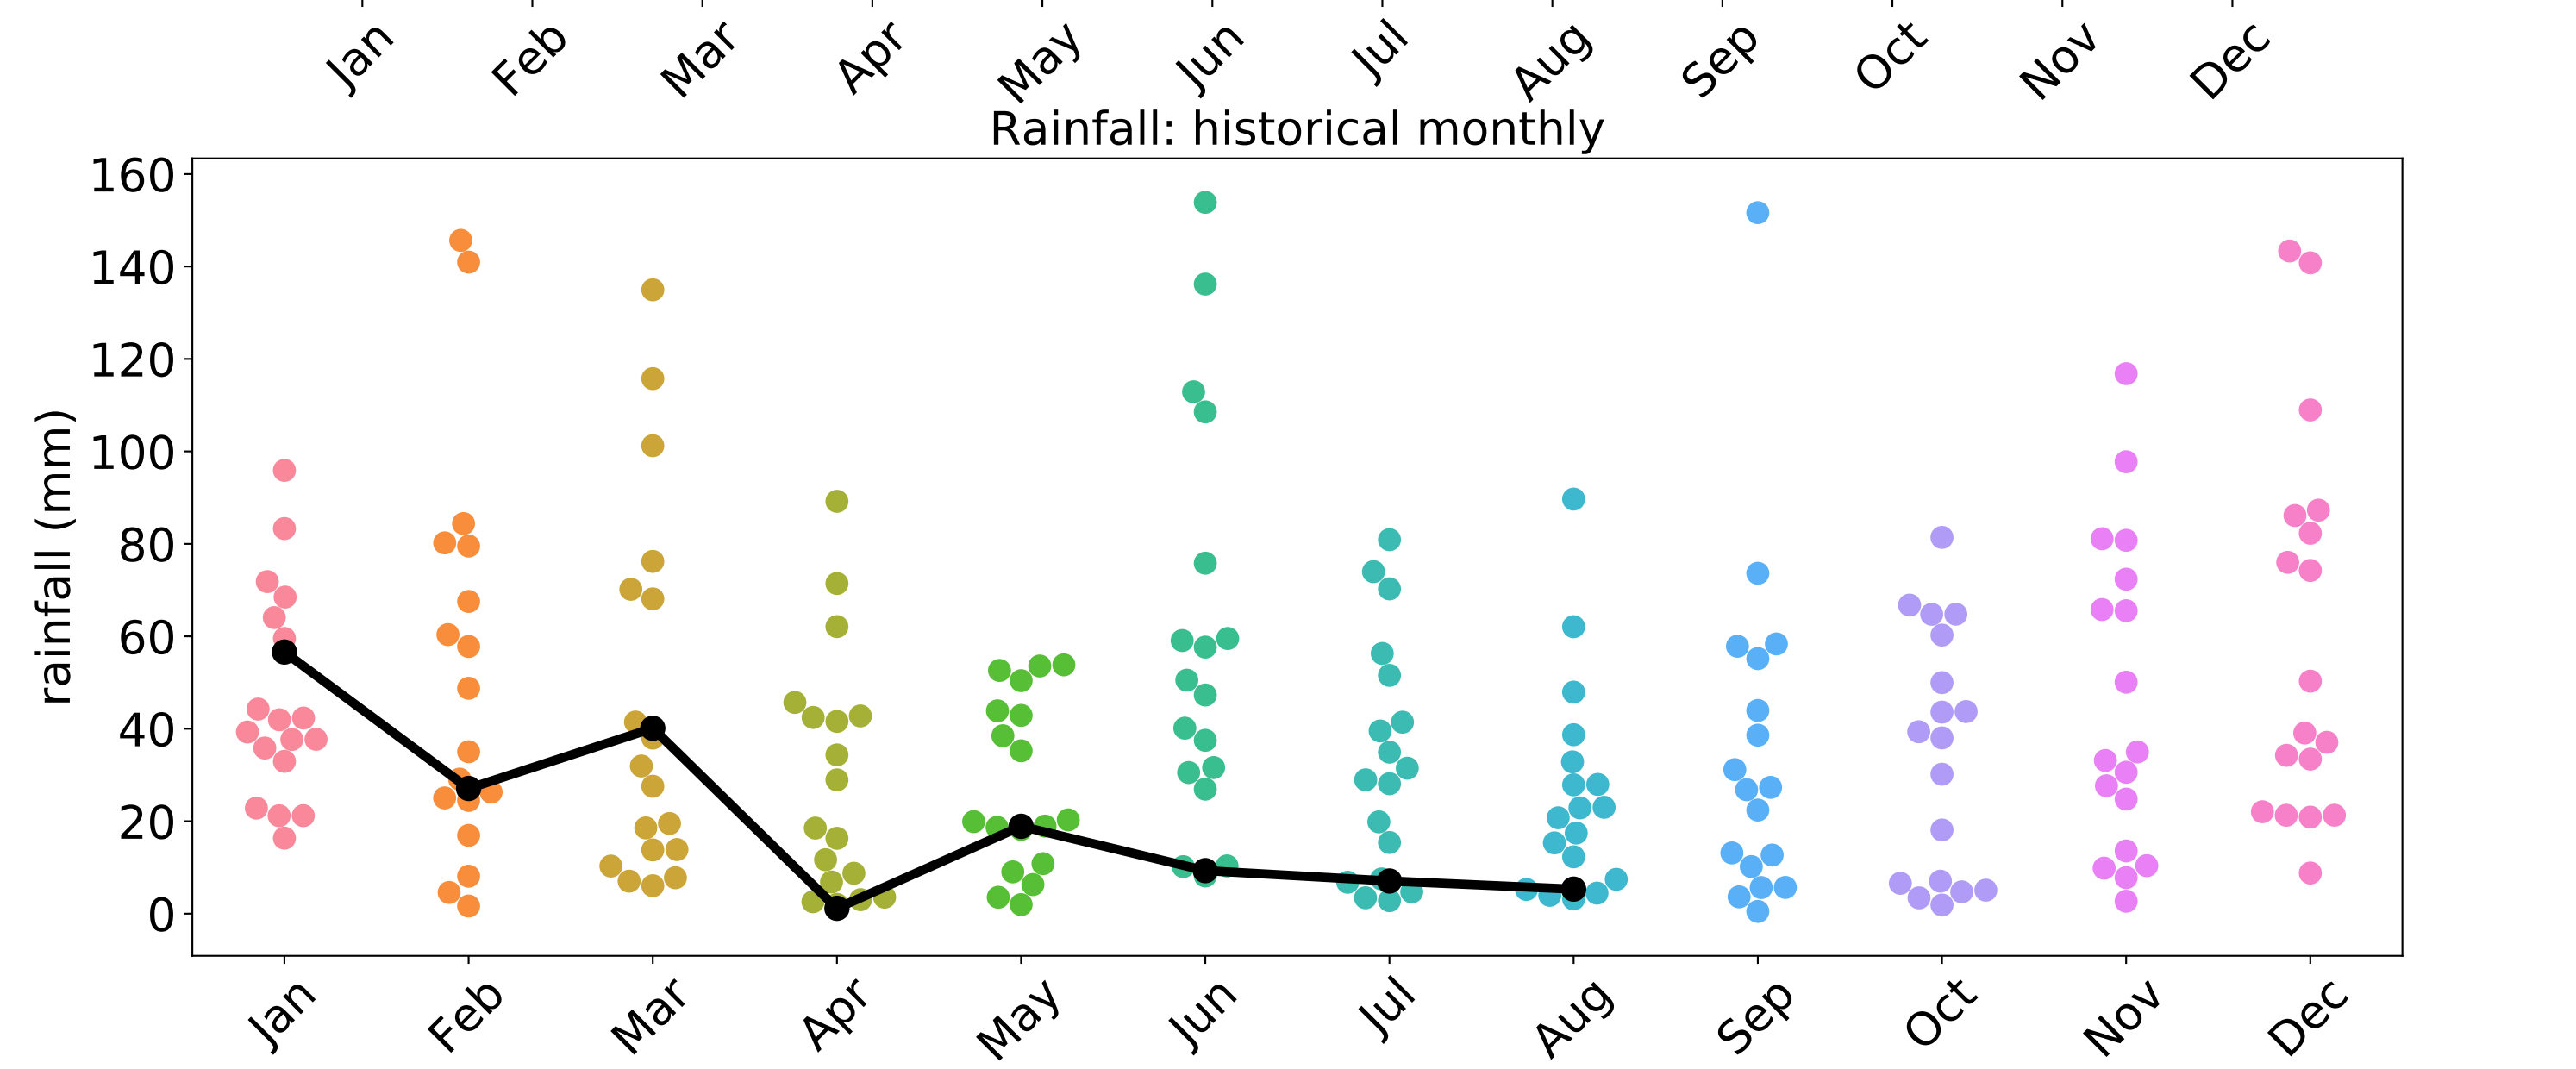 Jan Feb Mar Apr May Jun Jul Aug Sep Oct Nov Dec
Rainfall: historical monthly
160
140
120
100
80
60
40
20
0
rainfall (mm)
Jan Feb Mar Apr May Jun Jul Aug Sep Oct Nov Dec